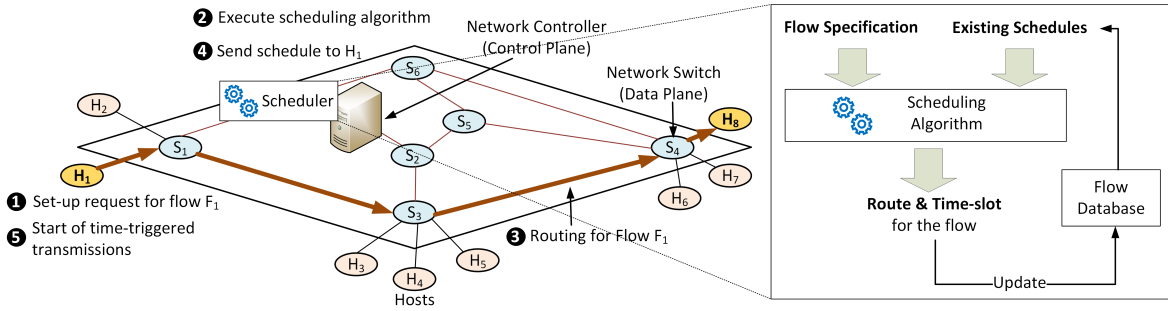 ❷ Execute scheduling algorithm
❹ Send schedule to H1
Network Controller
(Control Plane)
Network Switch
(Data Plane)
Scheduler
S6
S5
S2
S1
S3
S4
H2
H1
H8
H7
H6
H3
H4
H5
Hosts
❶ Set-up request for flow F1
❺ Start of time-triggered
transmissions
❸ Routing for Flow F1
Flow Specification
Existing Schedules
Scheduling
Algorithm
Route & Time-slot
for the flow
Flow
Database
Update